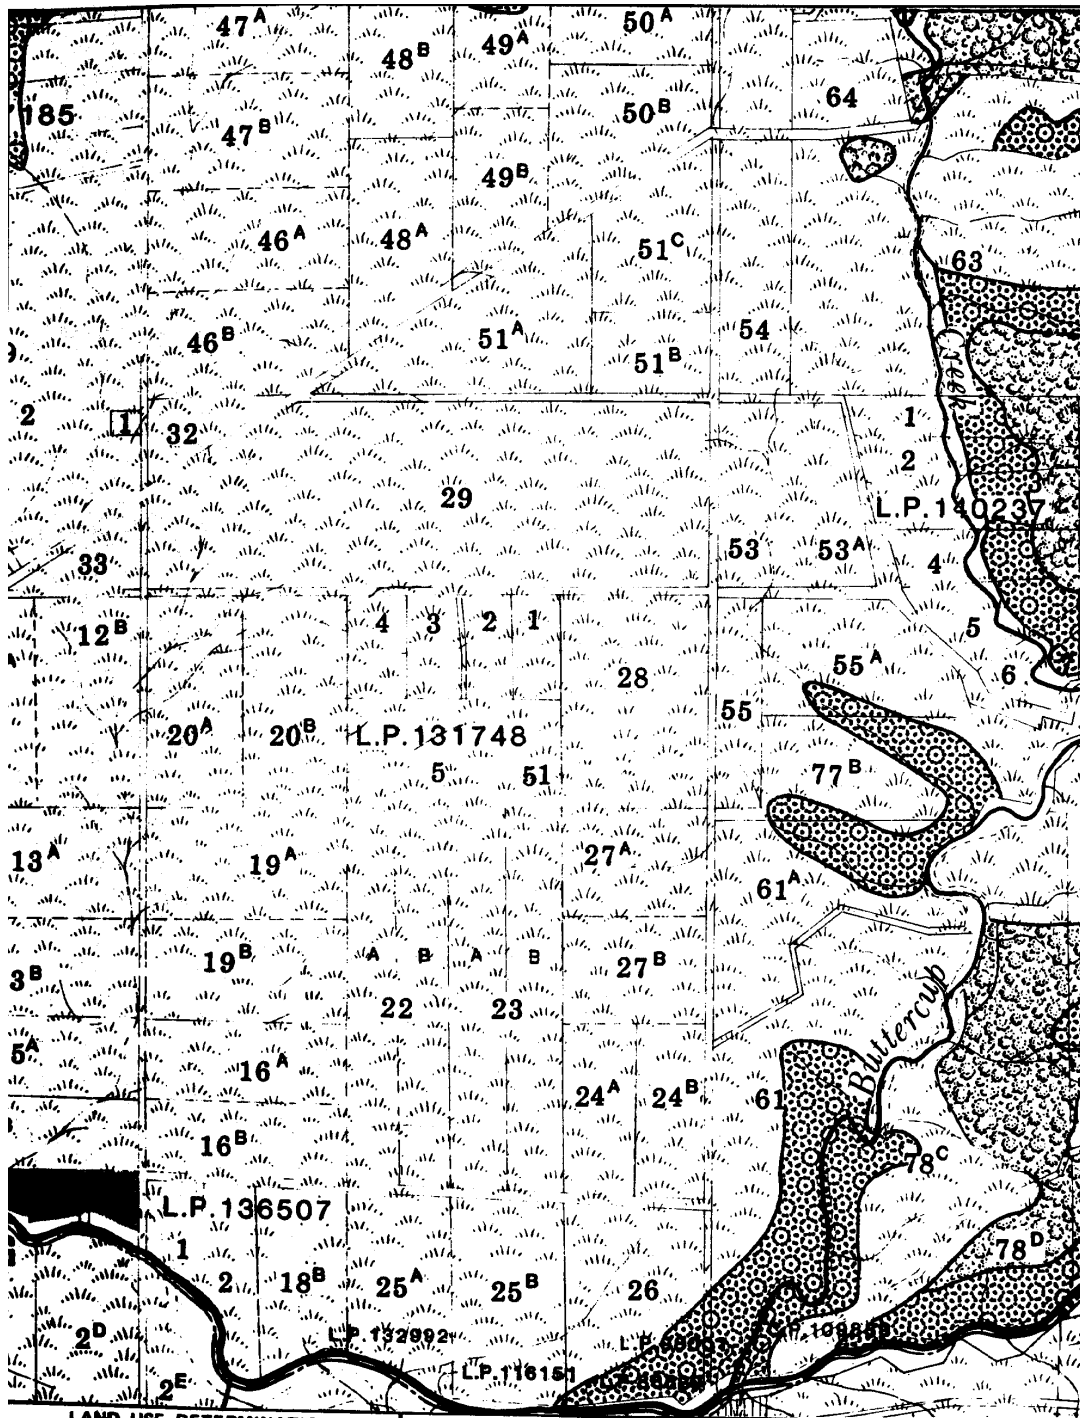 47A
50A
49A
48B
64
50B
185
47B
49B
46A
48A
51C
63
46B
51A
54
51B
Creek
2
1
32
1
2
29
L.P.140237
33
53
53A
4
12B
4
3
2
1
5
28
55A
6
55
20A
20B
L.P.131748
5
51
77B
13A
19A
27A
61A
19B
A
B
A
B
27B
3B
22
23
Buttercup
5A
16A
24A
24B
61
16B
78C
L.P.136507
1
2
18B
25A
25B
26
78D
2D
L.P.132992
L.P.116151
2E